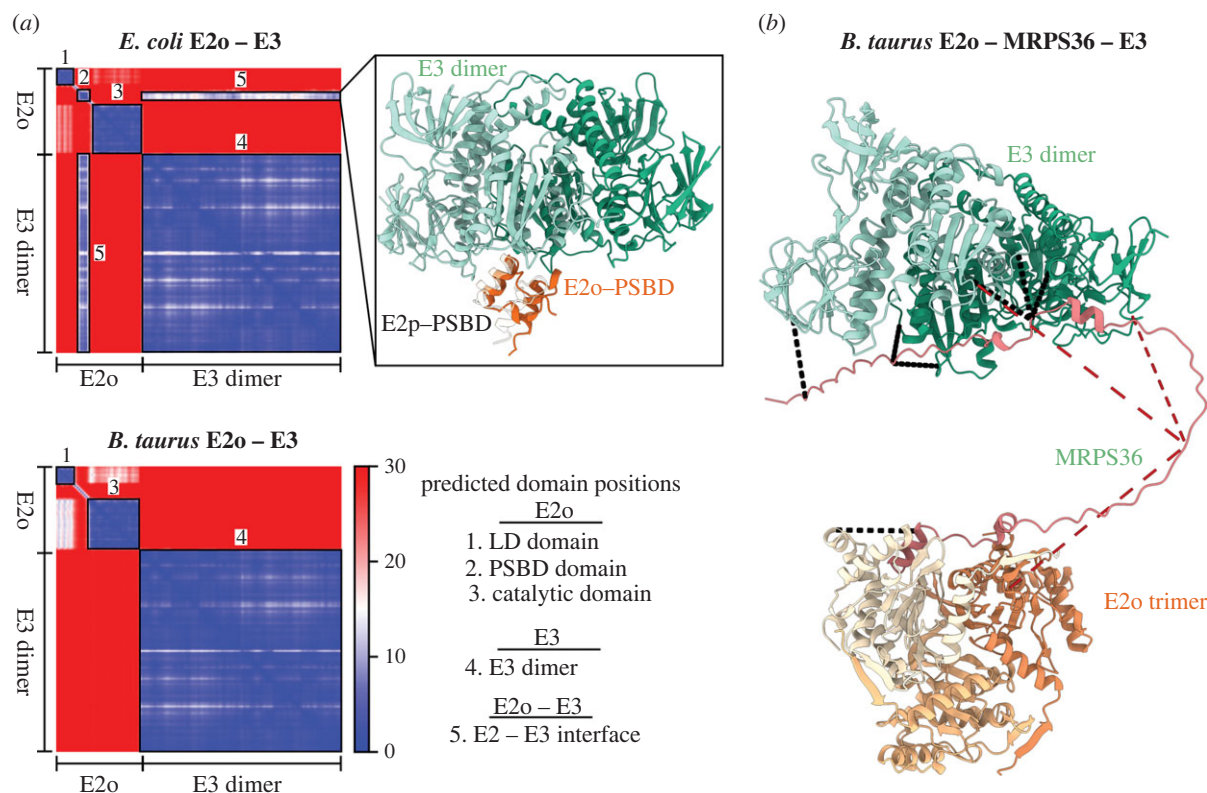 (a)
E. coli E2o – E3
1
2
3
5
4
5
E2o
E3 dimer
E2o
E3 dimer
E3 dimer
E2o–PSBD
E2p–PSBD
B. taurus E2o – E3
1
3
4
E2o
E3 dimer
E2o
E3 dimer
30
20
10
0
predicted domain positions
E2o
1. LD domain
2. PSBD domain
3. catalytic domain
E3
4. E3 dimer
E2o – E3
5. E2 – E3 interface
(b)
B. taurus E2o – MRPS36 – E3
E3 dimer
MRPS36
E2o trimer